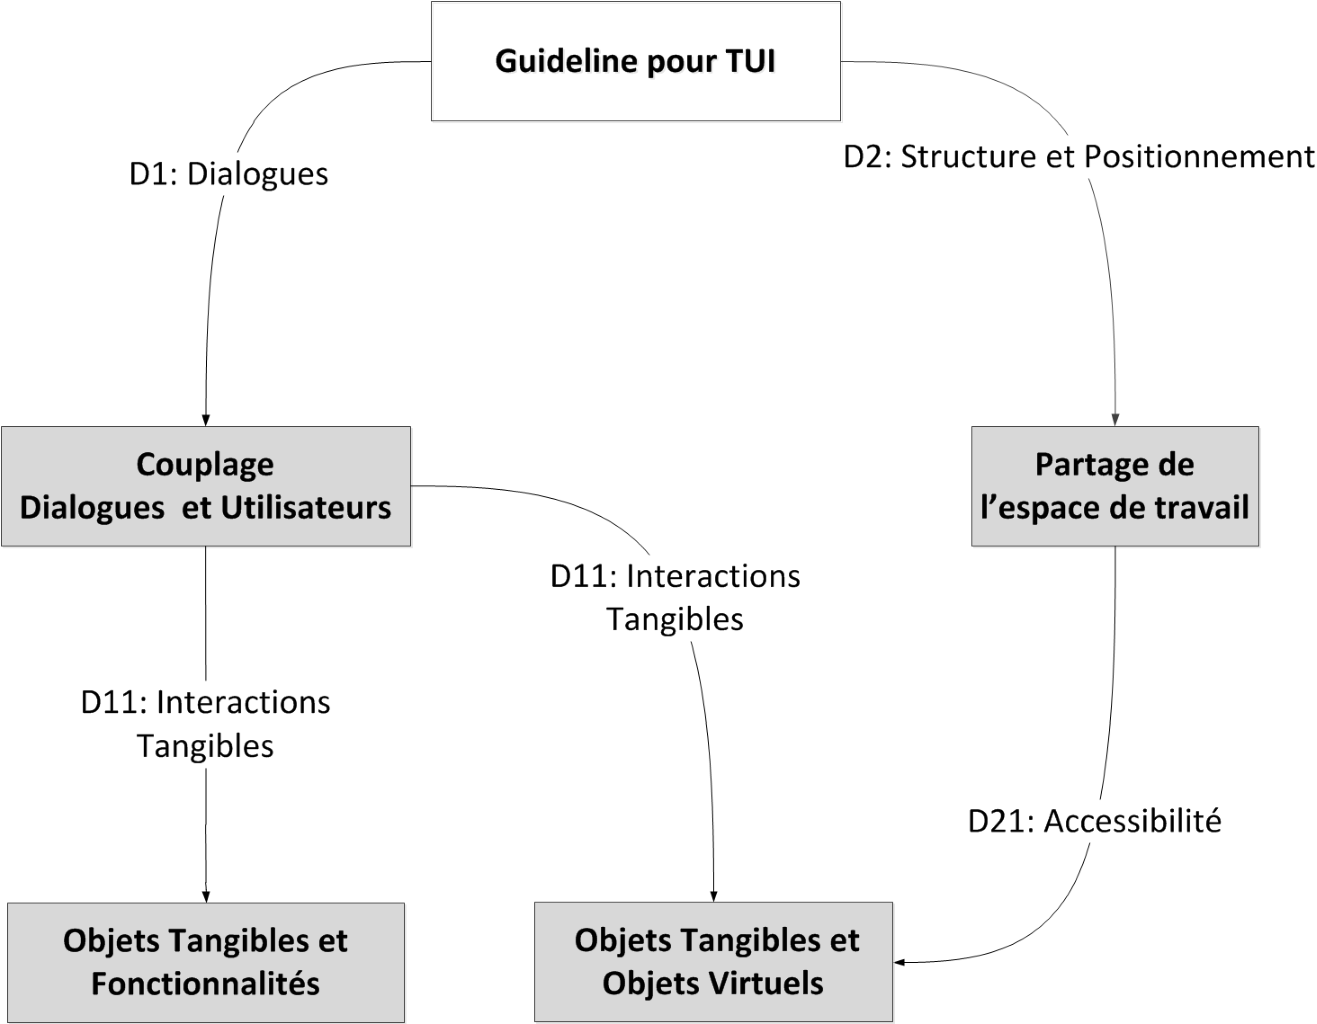 Guideline pour TUI
D1: Dialogues
D2: Structure et Positionnement
Couplage
Dialogues  et Utilisateurs
Partage de
l’espace de travail
D11: Interactions
Tangibles
D11: Interactions
Tangibles
D21: Accessibilité
Objets Tangibles et
Fonctionnalités
Objets Tangibles et
Objets Virtuels